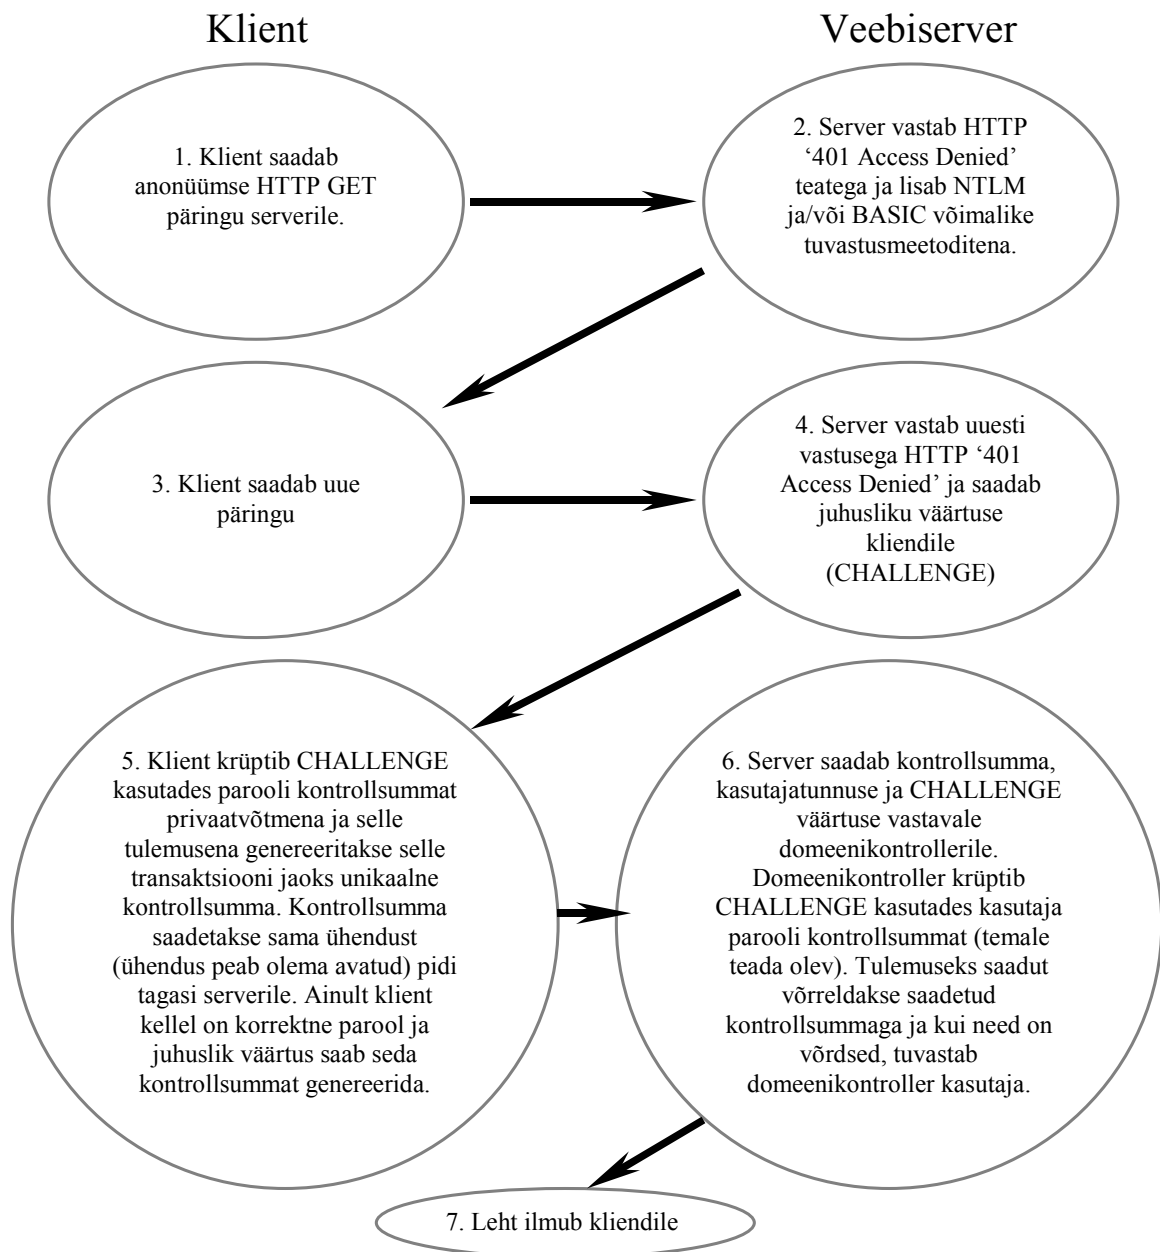 Klient
Veebiserver
1. Klient saadab
anonüümse HTTP GET
päringu serverile.
2. Server vastab HTTP
‘401 Access Denied’
teatega ja lisab NTLM
ja/või BASIC võimalike
tuvastusmeetoditena.
3. Klient saadab uue
päringu
4. Server vastab uuesti
vastusega HTTP ‘401
Access Denied’ ja saadab
juhusliku väärtuse
kliendile
(CHALLENGE)
5. Klient krüptib CHALLENGE
kasutades parooli kontrollsummat
privaatvõtmena ja selle
tulemusena genereeritakse selle
transaktsiooni jaoks unikaalne
kontrollsumma. Kontrollsumma
saadetakse sama ühendust
(ühendus peab olema avatud) pidi
tagasi serverile. Ainult klient
kellel on korrektne parool ja
juhuslik väärtus saab seda
kontrollsummat genereerida.
6. Server saadab kontrollsumma,
kasutajatunnuse ja CHALLENGE
väärtuse vastavale
domeenikontrollerile.
Domeenikontroller krüptib
CHALLENGE kasutades kasutaja
parooli kontrollsummat (temale
teada olev). Tulemuseks saadut
võrreldakse saadetud
kontrollsummaga ja kui need on
võrdsed, tuvastab
domeenikontroller kasutaja.
7. Leht ilmub kliendile